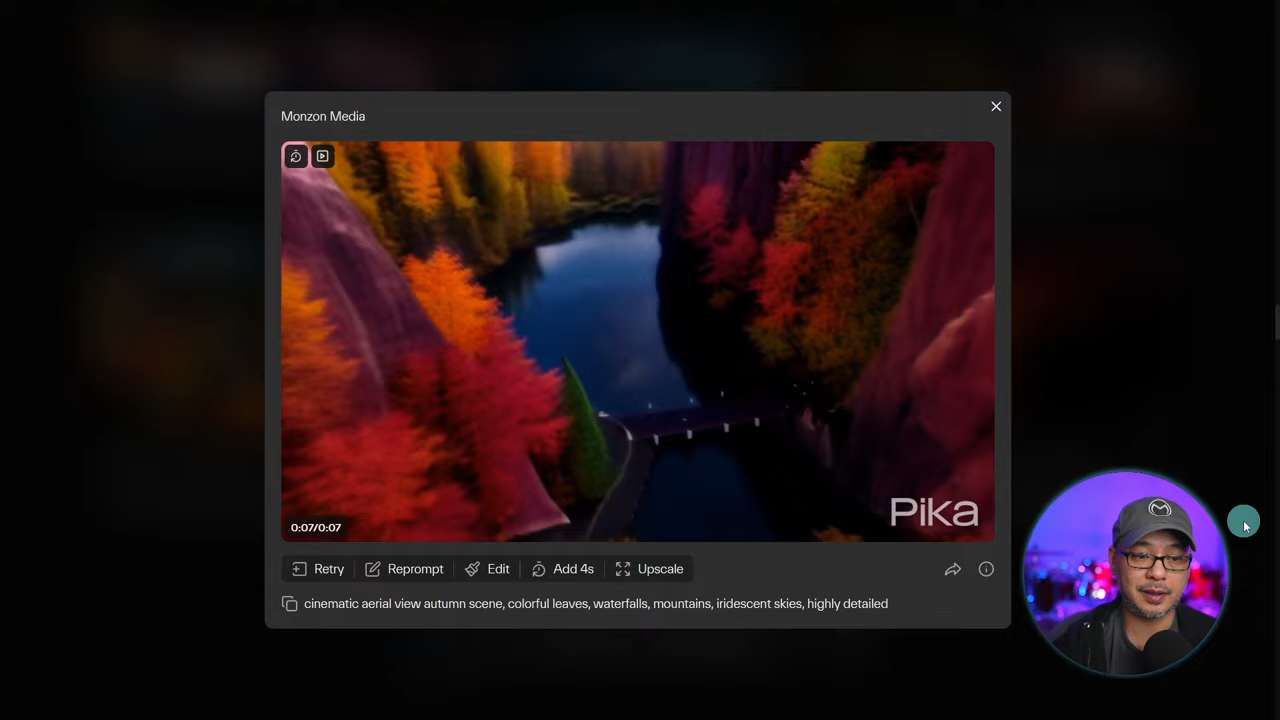 Monzon Media
0:07/0:07
Pika
Retry
Reprompt
Edit
Add 4s
Upscale
cinematic aerial view autumn scene, colorful leaves, waterfalls, mountains, iridescent skies, highly detailed